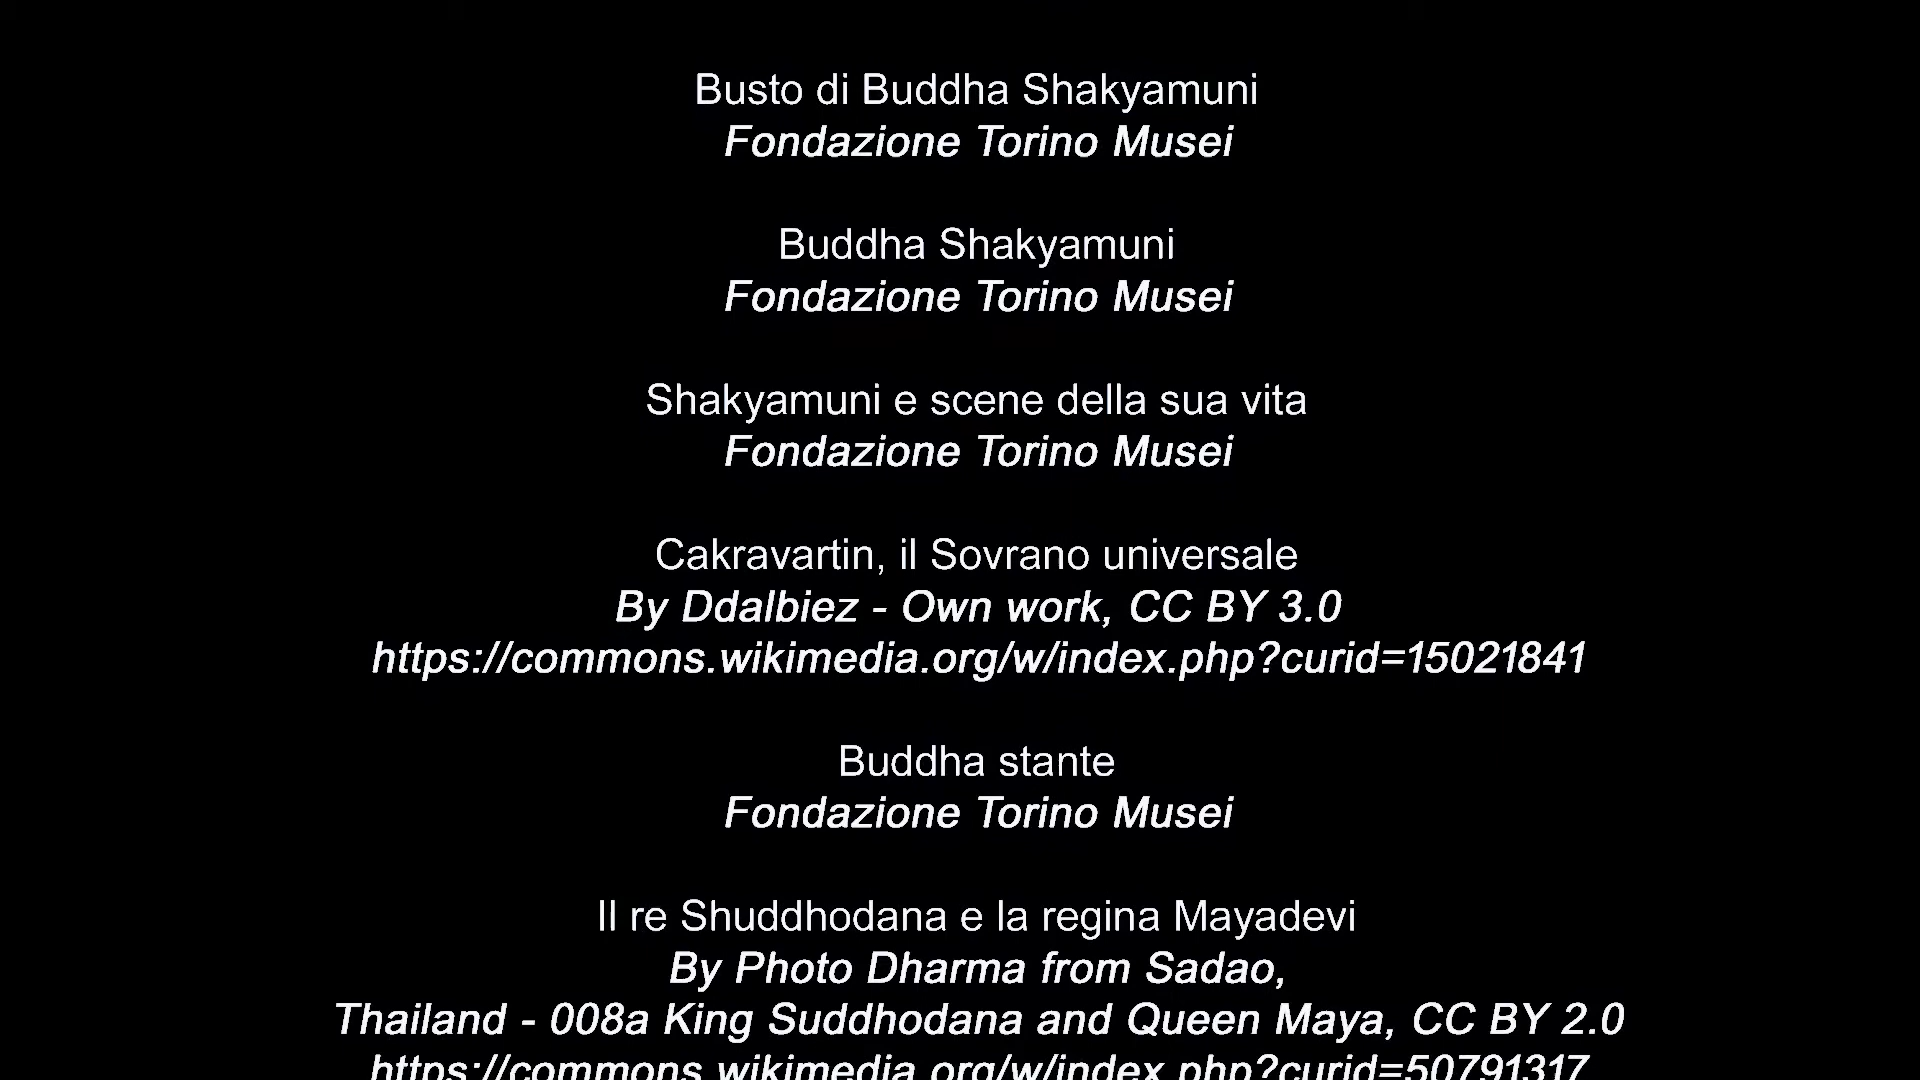 Busto di Buddha Shakyamuni
Fondazione Torino Musei
Buddha Shakyamuni
Fondazione Torino Musei
Shakyamuni e scene della sua vita
Fondazione Torino Musei
Cakravartin, il Sovrano universale
By Ddalbiez - Own work, CC BY 3.0
https://commons.wikimedia.org/w/index.php?curid=15021841
Buddha stante
Fondazione Torino Musei
Il re Shuddhodana e la regina Mayadevi
By Photo Dharma from Sadao,
Thailand - 008a King Suddhodana and Queen Maya, CC BY 2.0
https://commons.wikimedia.org/w/index.php?curid=50791317